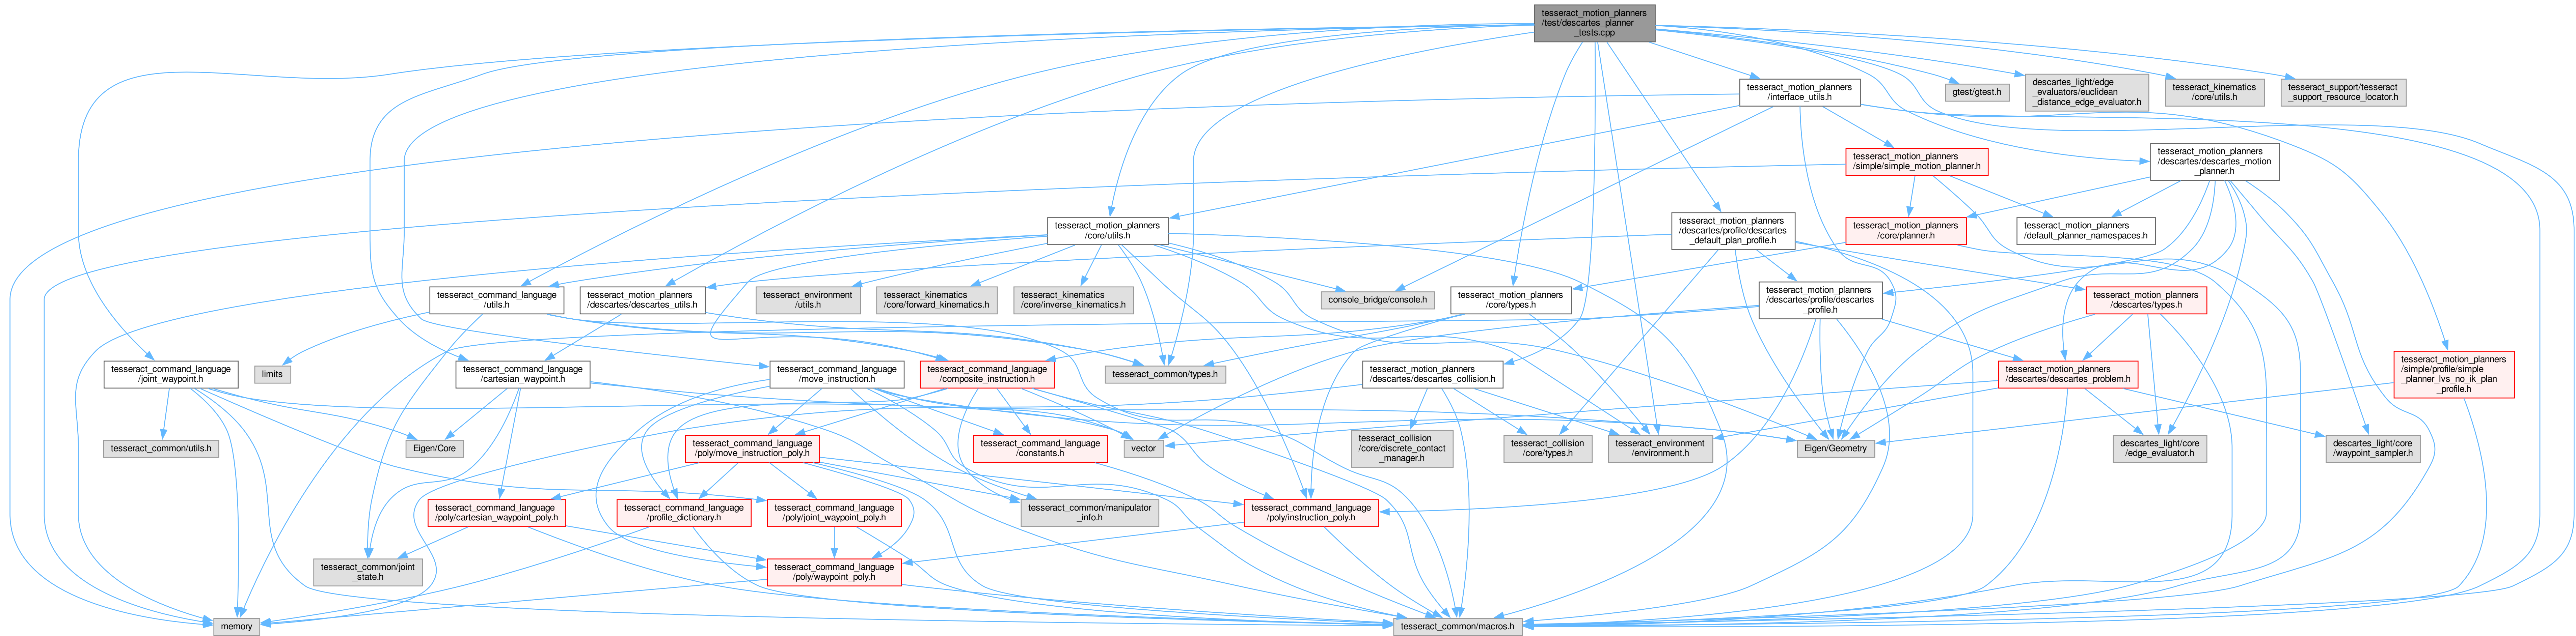 tesseract_motion_planners
/test/descartes_planner
_tests.cpp
gtest/gtest.h
descartes_light/edge
_evaluators/euclidean
_distance_edge_evaluator.h
tesseract_kinematics
/core/utils.h
tesseract_support/tesseract
_support_resource_locator.h
tesseract_motion_planners
/interface_utils.h
tesseract_motion_planners
/simple/simple_motion_planner.h
tesseract_motion_planners
/descartes/descartes_motion
_planner.h
tesseract_motion_planners
/core/utils.h
tesseract_motion_planners
/descartes/profile/descartes
_default_plan_profile.h
tesseract_motion_planners
/core/planner.h
tesseract_motion_planners
/default_planner_namespaces.h
tesseract_command_language
/utils.h
tesseract_motion_planners
/descartes/descartes_utils.h
tesseract_environment
/utils.h
tesseract_kinematics
/core/forward_kinematics.h
tesseract_kinematics
/core/inverse_kinematics.h
console_bridge/console.h
tesseract_motion_planners
/core/types.h
tesseract_motion_planners
/descartes/profile/descartes
_profile.h
tesseract_motion_planners
/descartes/types.h
tesseract_command_language
/joint_waypoint.h
limits
tesseract_command_language
/cartesian_waypoint.h
tesseract_command_language
/move_instruction.h
tesseract_command_language
/composite_instruction.h
tesseract_common/types.h
tesseract_motion_planners
/descartes/descartes_collision.h
tesseract_motion_planners
/descartes/descartes_problem.h
tesseract_motion_planners
/simple/profile/simple
_planner_lvs_no_ik_plan
_profile.h
tesseract_common/utils.h
Eigen/Core
tesseract_command_language
/poly/move_instruction_poly.h
tesseract_command_language
/constants.h
vector
tesseract_collision
/core/discrete_contact
_manager.h
tesseract_collision
/core/types.h
tesseract_environment
/environment.h
Eigen/Geometry
descartes_light/core
/edge_evaluator.h
descartes_light/core
/waypoint_sampler.h
tesseract_command_language
/poly/cartesian_waypoint_poly.h
tesseract_command_language
/profile_dictionary.h
tesseract_command_language
/poly/joint_waypoint_poly.h
tesseract_common/manipulator
_info.h
tesseract_command_language
/poly/instruction_poly.h
tesseract_common/joint
_state.h
tesseract_command_language
/poly/waypoint_poly.h
memory
tesseract_common/macros.h